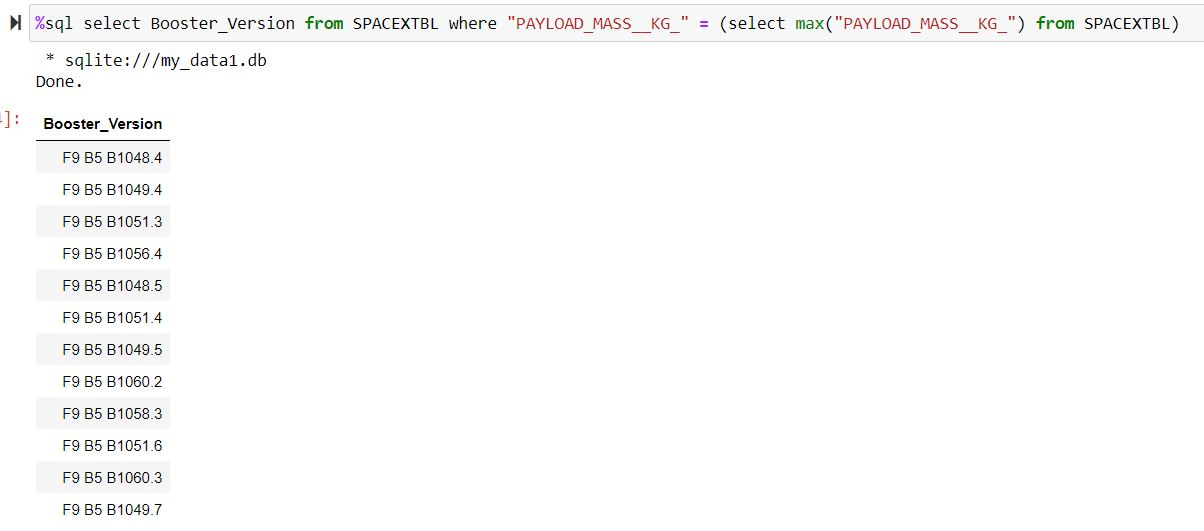 %sql select Booster_Version from SPACEXTBL where "PAYLOAD_MASS__KG_" = (select max("PAYLOAD_MASS__KG_") from SPACEXTBL)
* sqlite:///my_data1.db
Done.
]:
Booster_Version
F9 B5 B1048.4
F9 B5 B1049.4
F9 B5 B1051.3
F9 B5 B1056.4
F9 B5 B1048.5
F9 B5 B1051.4
F9 B5 B1049.5
F9 B5 B1060.2
F9 B5 B1058.3
F9 B5 B1051.6
F9 B5 B1060.3
F9 B5 B1049.7